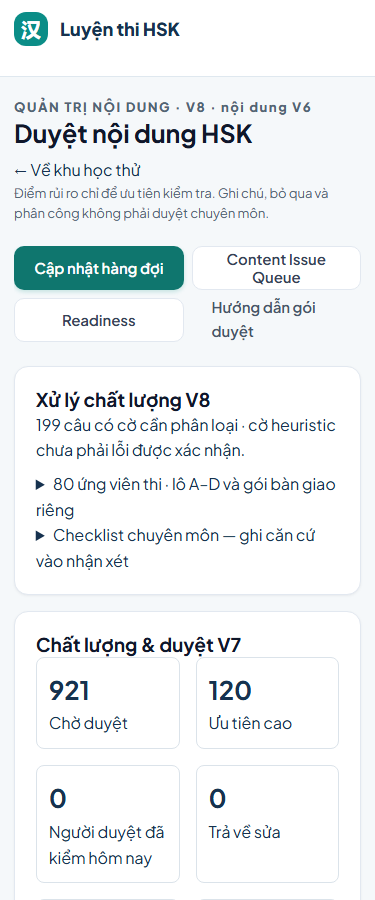 汉 Luyện thi HSK
QUẢN TRỊ NỘI DUNG · V8 · nội dung V6
Duyệt nội dung HSK
← Về khu học thử
Điểm rủi ro chỉ để ưu tiên kiểm tra. Ghi chú, bỏ qua và
phân công không phải duyệt chuyên môn.
Cập nhật hàng đợi
Content Issue
Queue
Readiness
Hướng dẫn gói
duyệt
Xử lý chất lượng V8
199 câu có cờ cần phân loại · cờ heuristic
chưa phải lỗi được xác nhận.
▶ 80 ứng viên thi · lô A–D và gói bàn giao
riêng
▶ Checklist chuyên môn — ghi căn cứ
vào nhận xét
Chất lượng & duyệt V7
921
Chờ duyệt
120
Ưu tiên cao
0
Người duyệt đã
kiểm hôm nay
0
Trả về sửa